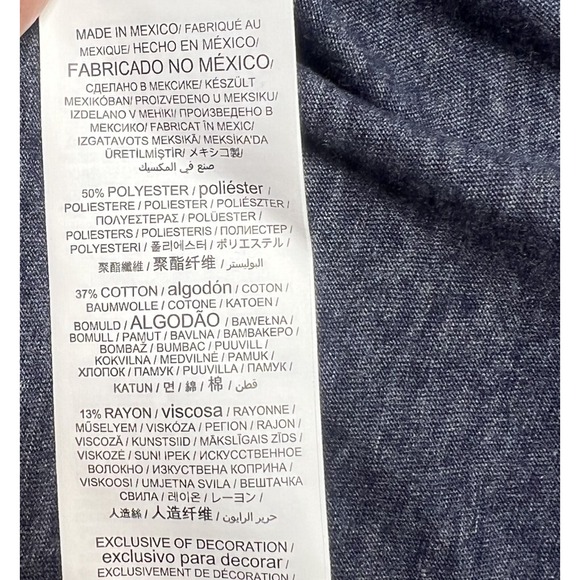 MADE IN MEXICO/ FABRIQUÉ AU
MEXIQUE/ HECHO EN MÉXICO/
FABRICADO NO MÉXICO/
СДЕЛАНО В МЕКСИКЕ/ KÉSZÜLT
MEXIKÓBAN/ PROIZVEDENO U MEKSIKU/
IZDELANO V MEHIKI/ ПРОИЗВЕДЕНО В
МЕКСИКО/ FABRICAT ÎN MEXIC/
IZGATAVOTS MEKSIKĀ/ MEKSİKA'DA
ÜRETİLMİŞTİR/ メキシコ製/
صنع في المكسيك
50% POLYESTER / poliéster /
POLIESTERE / POLIESTER / POLIÉSZTER /
ΠΟΛΥΕΣΤΕΡΑΣ / POLÜESTER /
POLIESTERS / POLIESTERIS / ПОЛИЕСТЕР /
POLYESTERI / 폴리에스터 / ポリエステル /
聚酯纖維 / 聚酯纤维 / البوليستر
37% COTTON / algodón / COTON /
BAUMWOLLE / COTONE / KATOEN /
BOMULD / ALGODÃO / BAWEŁNA /
BOMULL / PAMUT / BAVLNA / ΒΑΜΒΑΚΕΡΟ /
BOMBAŽ / BUMBAC / PUUVILL /
KOKVILNA / MEDVILNĖ / PAMUK /
ХЛОПОК / ПАМУК / PUUVILLA / ПАМУК /
KATUN / 면 / 綿 / 棉 / قطن
13% RAYON / viscosa / RAYONNE /
MŰSELYEM / VISKÓZA / ΡΕΓΙΟΝ / RAJON /
VISCOZĂ / KUNSTSIID / MĀKSLĪGAIS ZĪDS /
VISKOZĖ / SUNI İPEK / ИСКУССТВЕННОЕ
ВОЛОКНО / ИЗКУСТВЕНА КОПРИНА /
VISKOOSI / UMJETNA SVILA / ВЕШТАЧКА
СВИЛА / 레이온 / レーヨン /
人造絲 / 人造纤维 / حرير الرايون
EXCLUSIVE OF DECORATION /
exclusivo para decorar /
EXCLUSIVEMENT DE DÉCORATION /